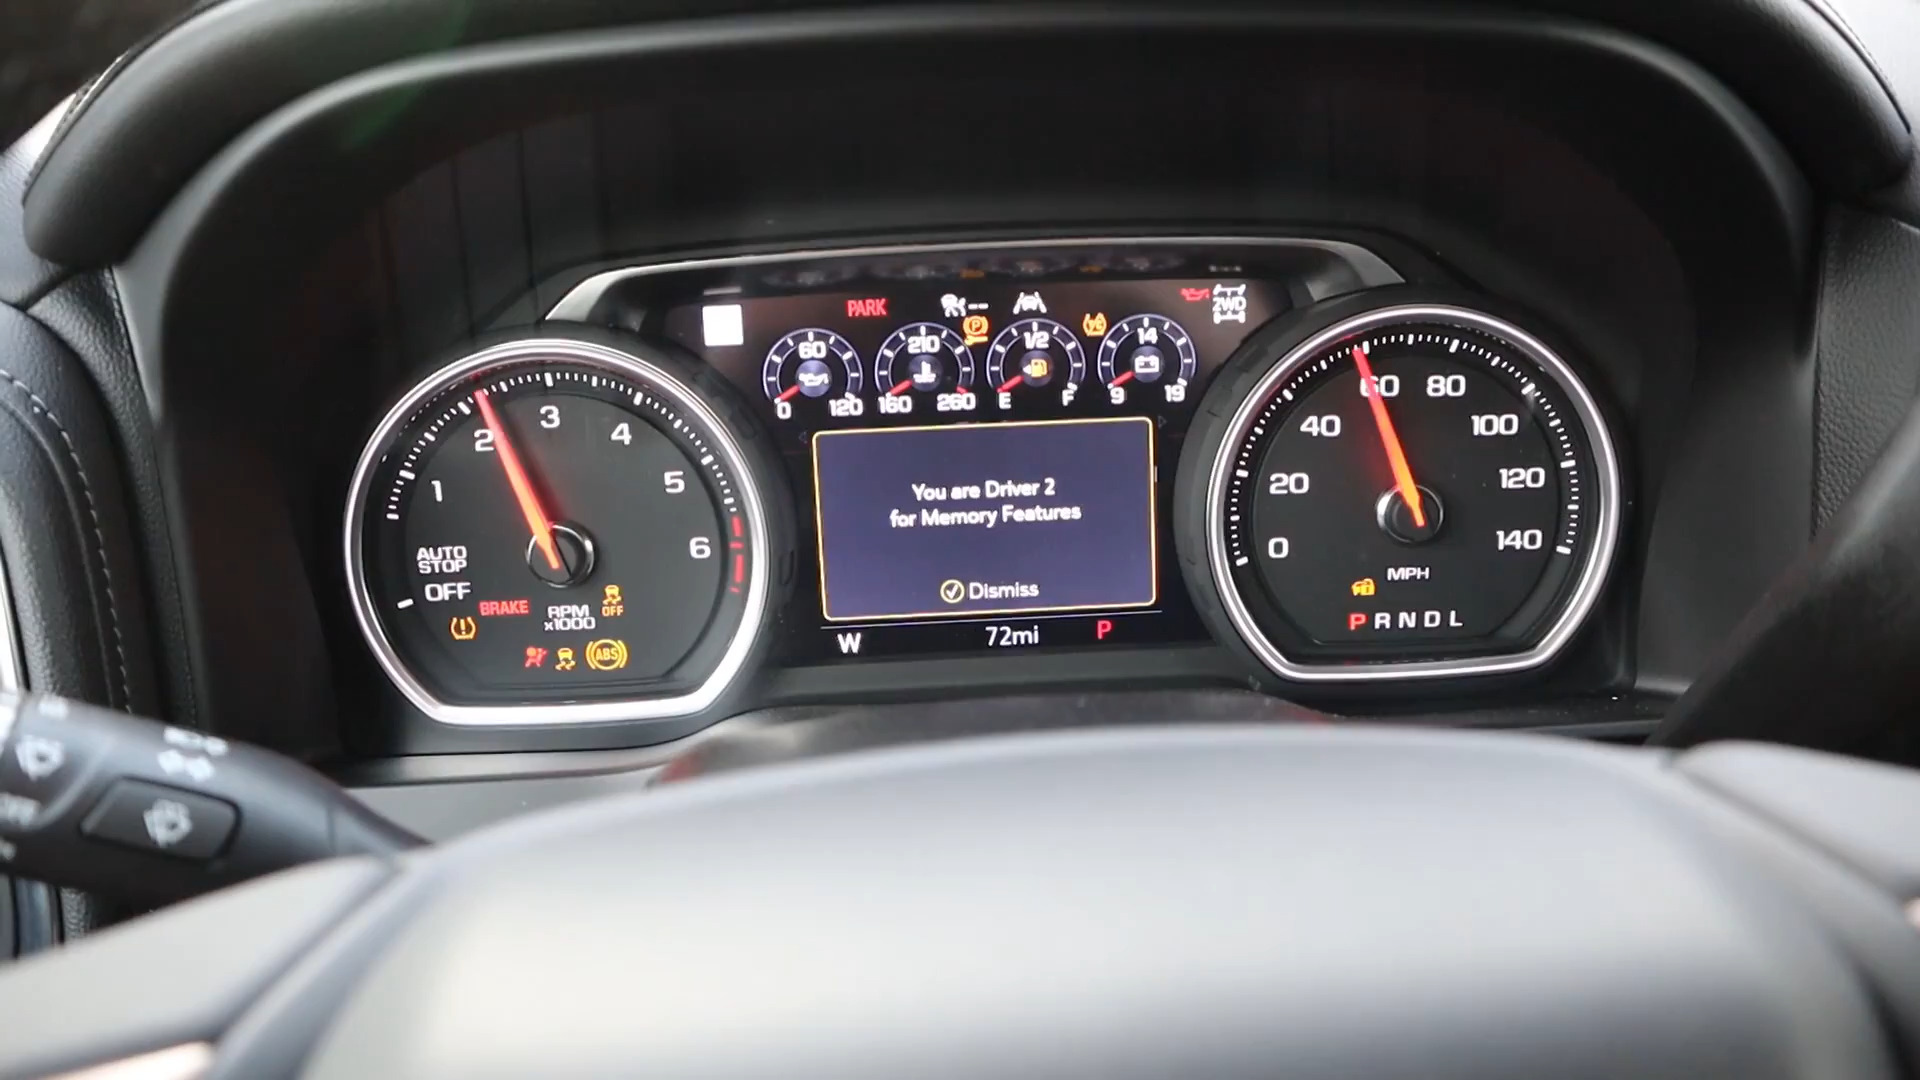 PARK
2WD
60
0 120
210
160 260
1/2
E F
14
9 19
1
2
3
4
5
6
AUTO
STOP
OFF
BRAKE
RPM
x1000
OFF
ABS
You are Driver 2
for Memory Features
Dismiss
W 72mi P
0
20
40
60
80
100
120
140
MPH
P R N D L